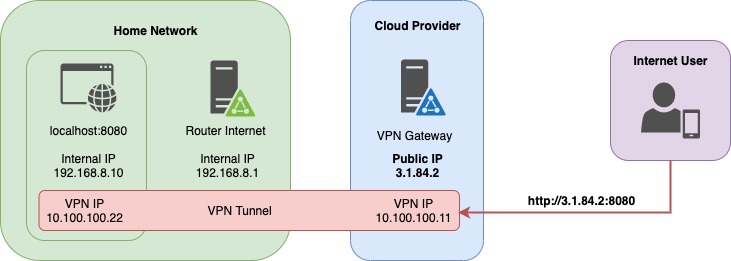 Home Network
localhost:8080
Internal IP
192.168.8.10
Router Internet
Internal IP
192.168.8.1
Cloud Provider
VPN Gateway
Public IP
3.1.84.2
Internet User
VPN IP
10.100.100.22
VPN Tunnel
VPN IP
10.100.100.11
http://3.1.84.2:8080